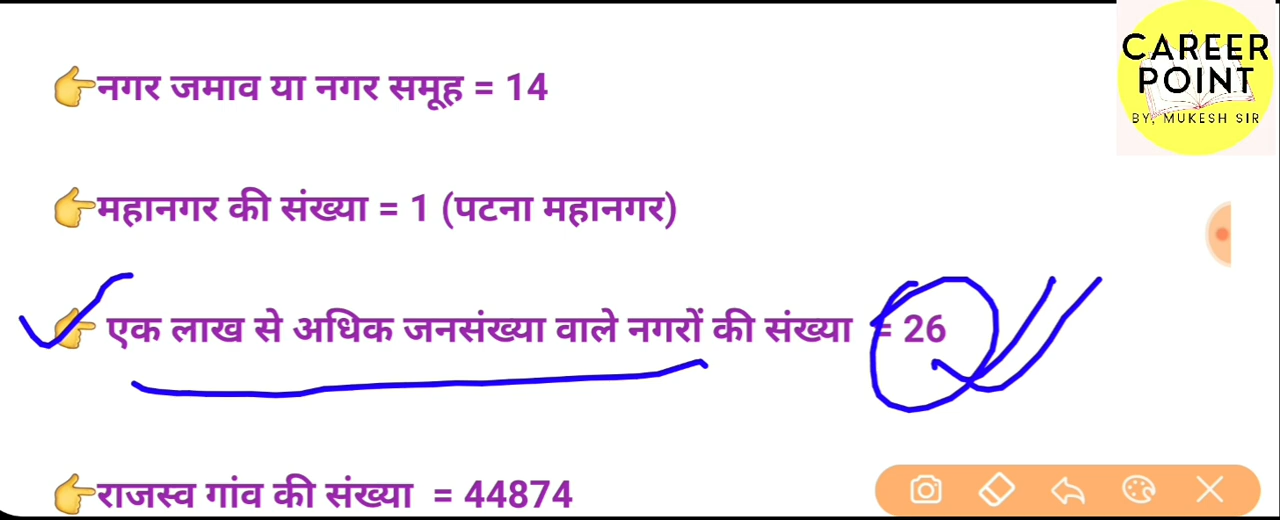 CAREER
POINT
BY, MUKESH SIR
👉नगर जमाव या नगर समूह = 14
👉महानगर की संख्या = 1 (पटना महानगर)
👉 एक लाख से अधिक जनसंख्या वाले नगरों की संख्या = 26
👉राजस्व गांव की संख्या = 44874